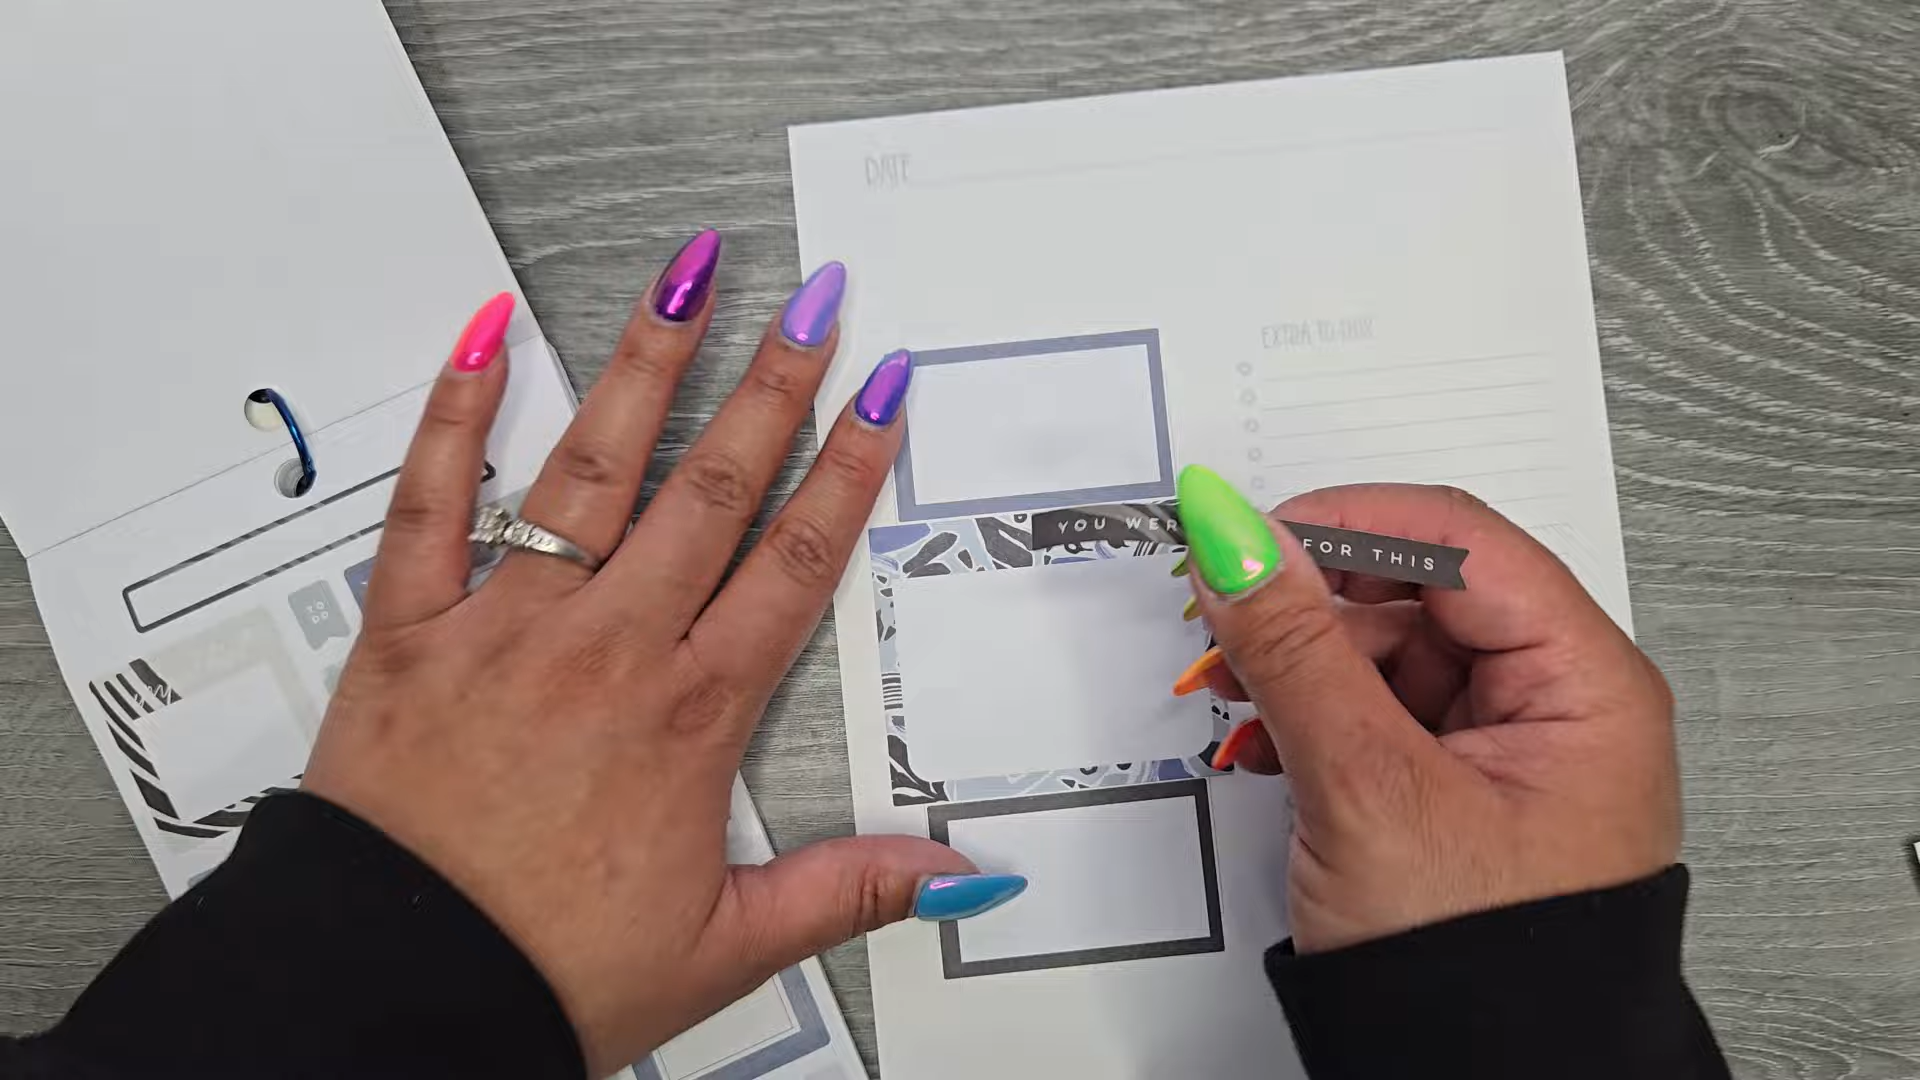 DATE
EXTRA TO-DOS
YOU WER
FOR THIS
TO
DO